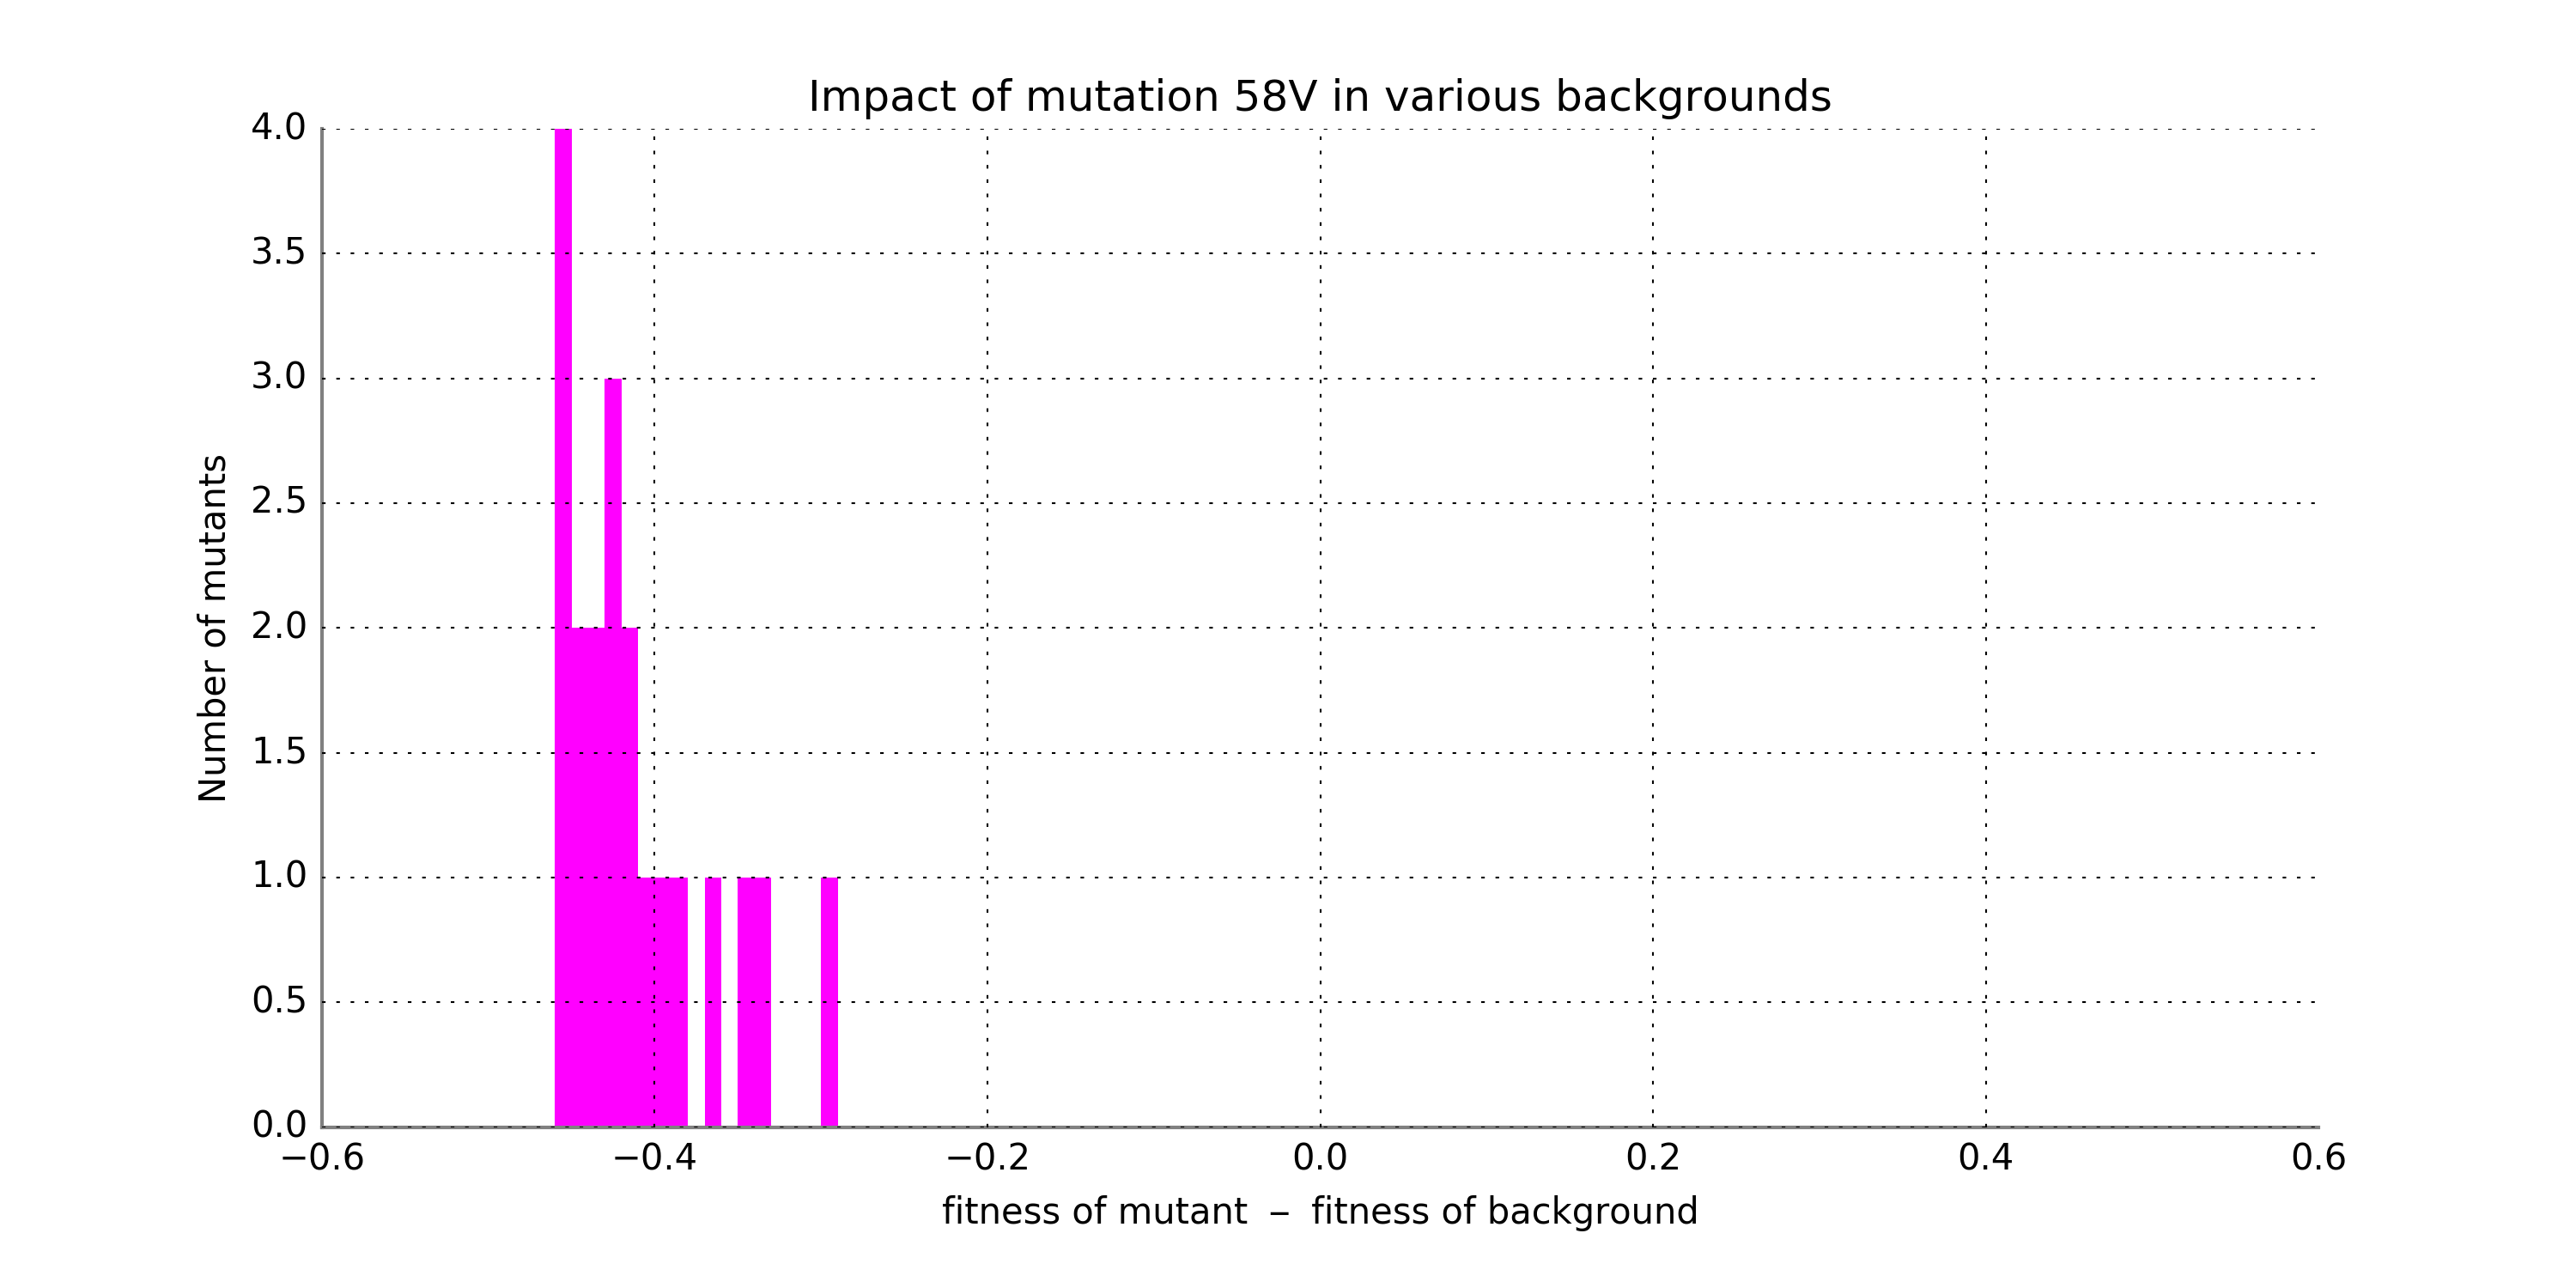 Impact of mutation 58V in various backgrounds
4.0
3.5
3.0
2.5
2.0
1.5
1.0
0.5
0.0
Number of mutants
−0.6 −0.4 −0.2 0.0 0.2 0.4 0.6
fitness of mutant − fitness of background